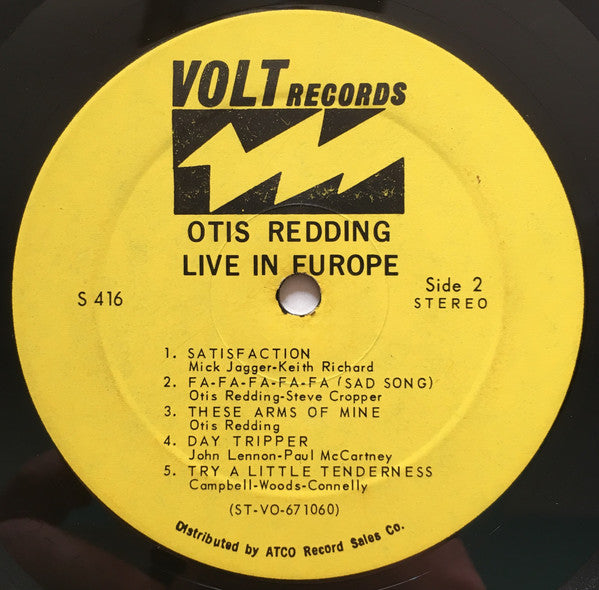 VOLT RECORDS
OTIS REDDING
LIVE IN EUROPE
S 416
Side 2
STEREO
1. SATISFACTION
Mick Jagger-Keith Richard
2. FA-FA-FA-FA-FA (SAD SONG)
Otis Redding-Steve Cropper
3. THESE ARMS OF MINE
Otis Redding
4. DAY TRIPPER
John Lennon-Paul McCartney
5. TRY A LITTLE TENDERNESS
Campbell-Woods-Connelly
(ST-VO-671060)
Distributed by ATCO Record Sales Co.